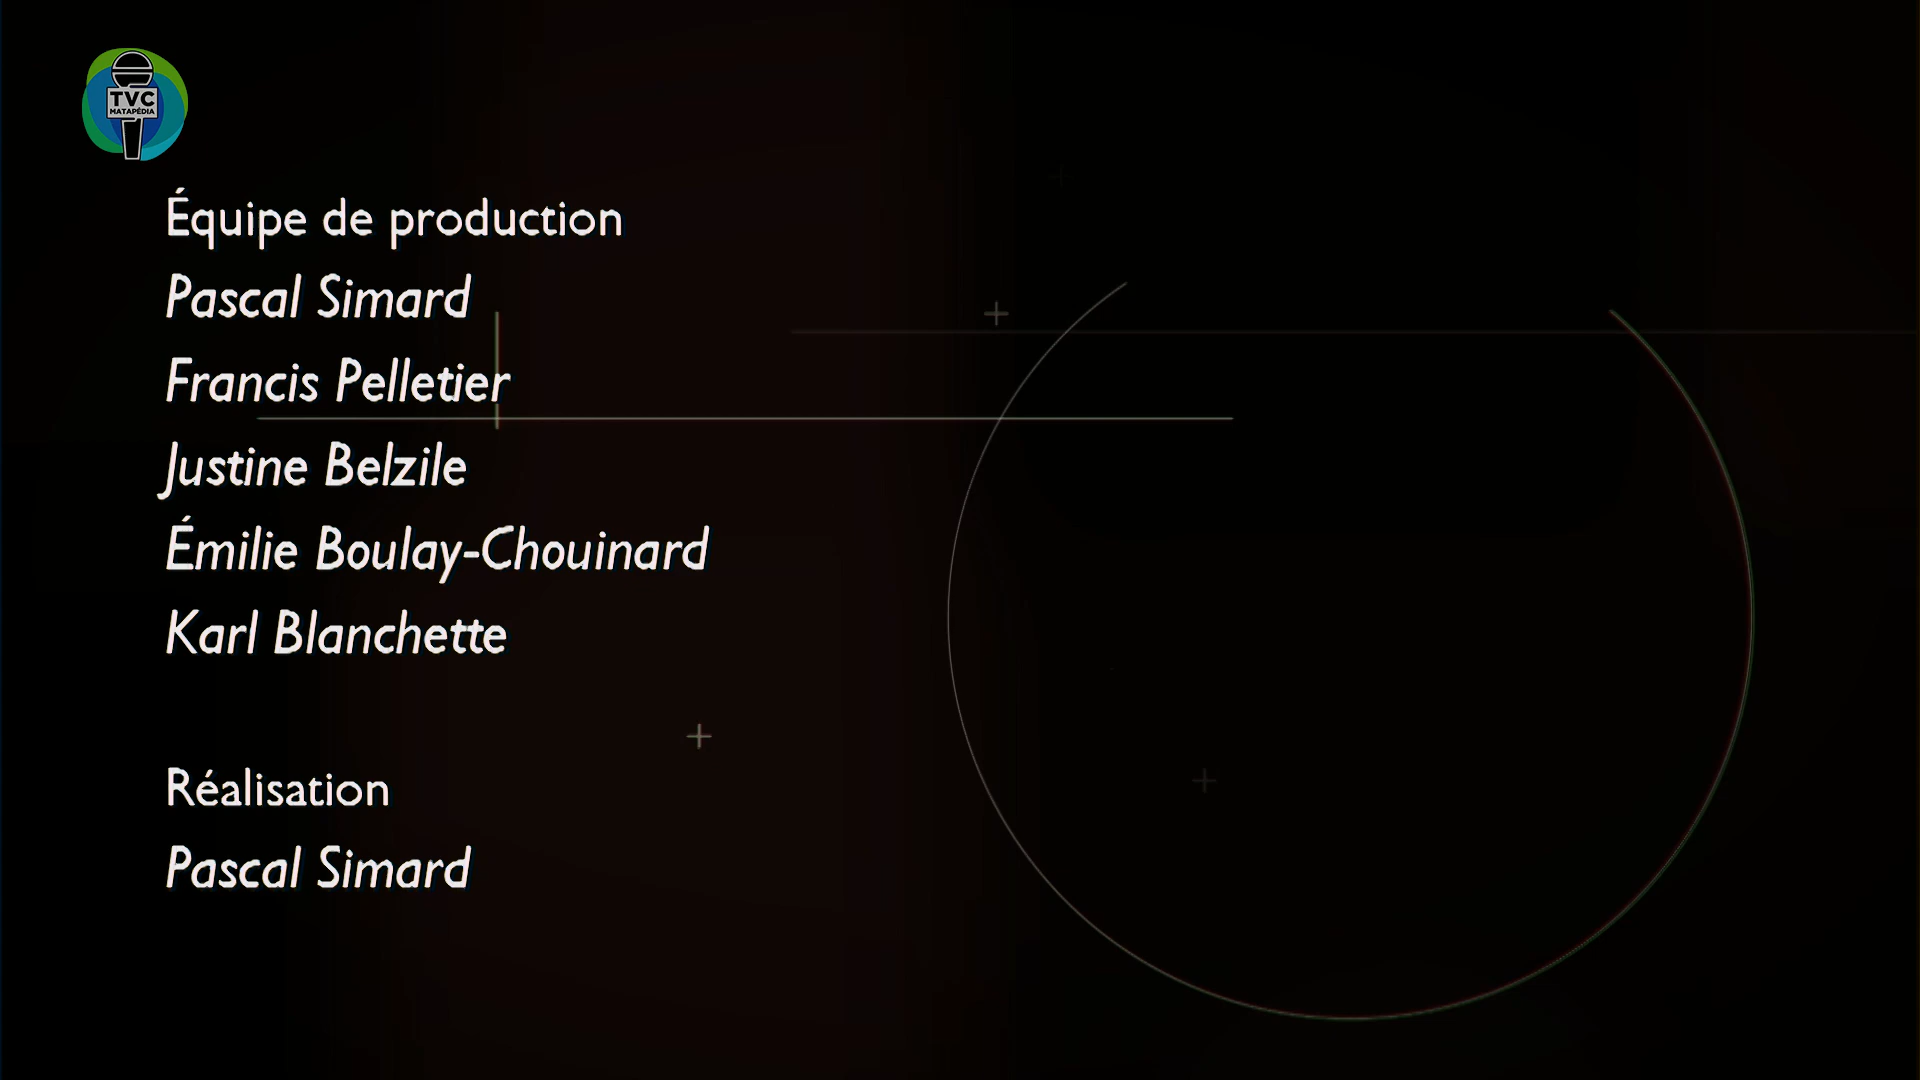 TVC
MATAPÉDIA
Équipe de production
Pascal Simard
Francis Pelletier
Justine Belzile
Émilie Boulay-Chouinard
Karl Blanchette
Réalisation
Pascal Simard